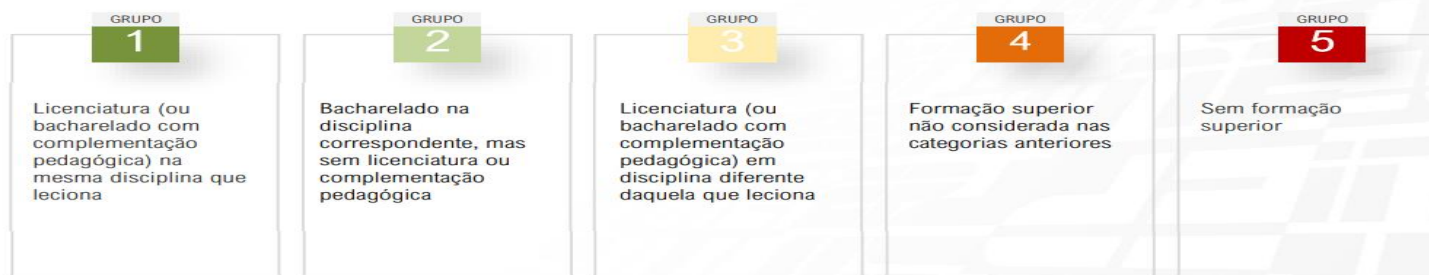 GRUPO
1
Licenciatura (ou
bacharelado com
complementação
pedagógica) na
mesma disciplina que
leciona
GRUPO
2
Bacharelado na
disciplina
correspondente, mas
sem licenciatura ou
complementação
pedagógica
GRUPO
3
Licenciatura (ou
bacharelado com
complementação
pedagógica) em
disciplina diferente
daquela que leciona
GRUPO
4
Formação superior
não considerada nas
categorias anteriores
GRUPO
5
Sem formação
superior